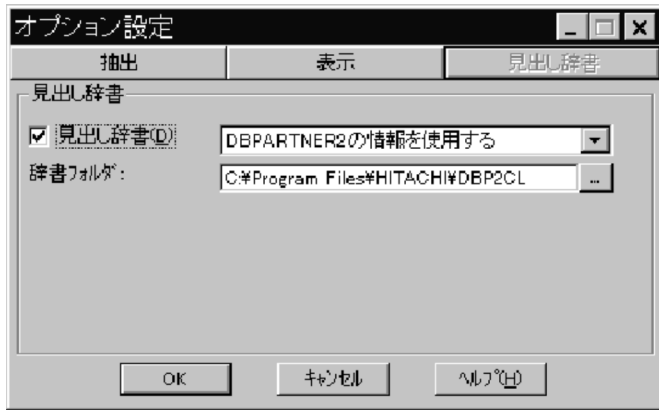 オプション設定
抽出 表示 見出し辞書
見出し辞書
見出し辞書(D) DBPARTNER2の情報を使用する
辞書フォルダ: C:¥Program Files¥HITACHI¥DBP2CL ...
OK キャンセル ヘルプ(H)